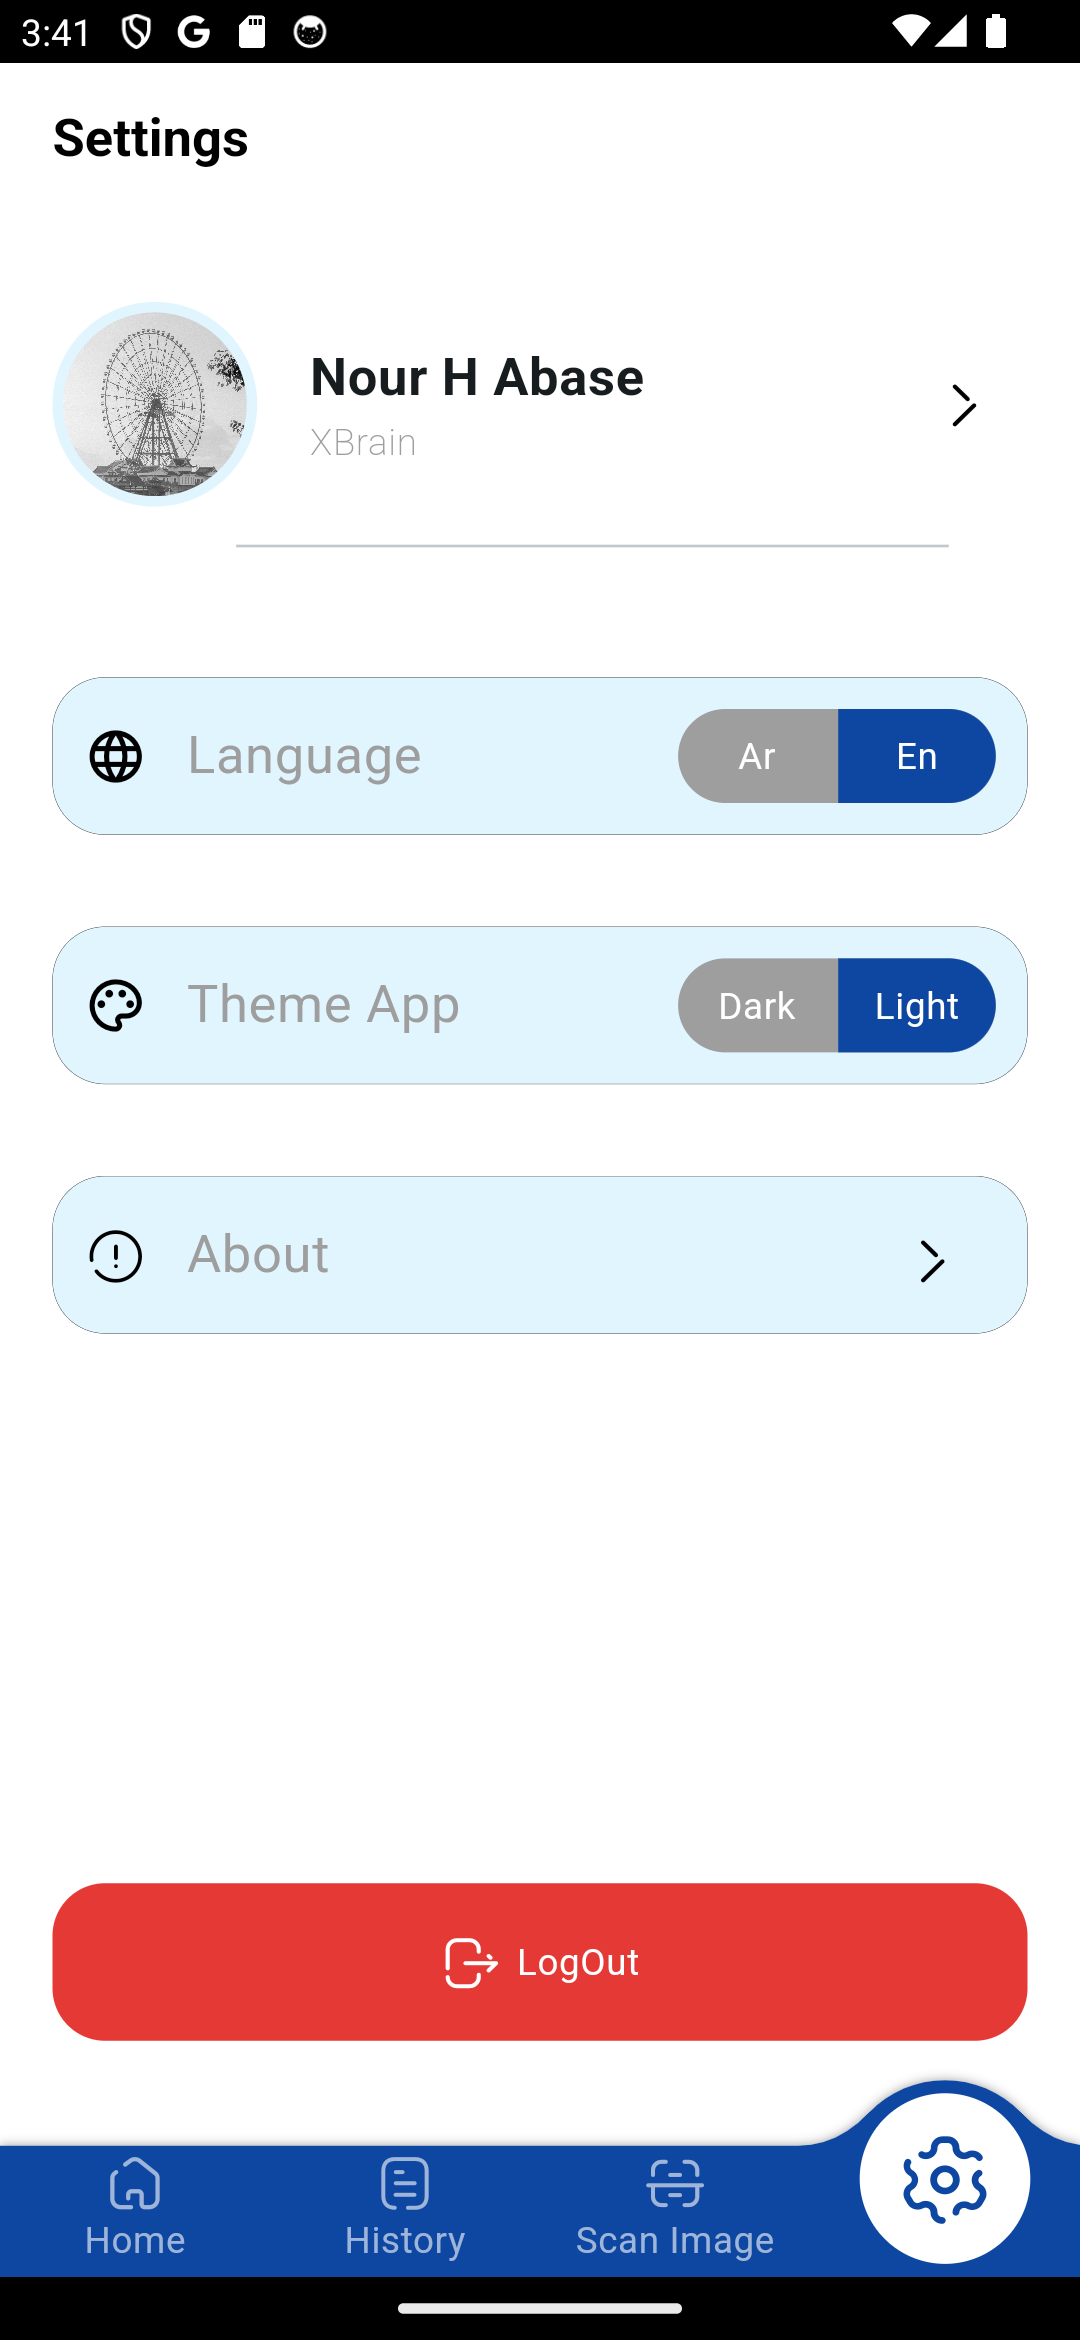 3:41
Settings
Nour H Abase
XBrain
Language
Ar
En
Theme App
Dark
Light
About
LogOut
Home
History
Scan Image